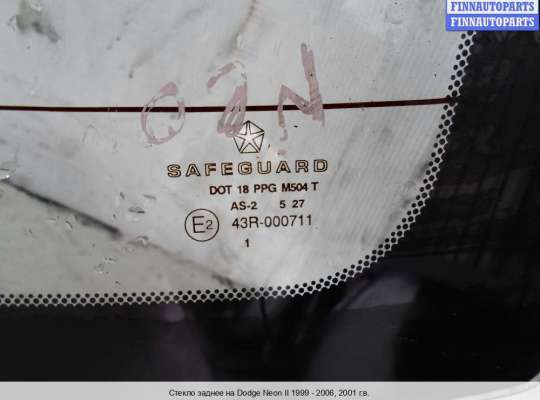 FINNAUTOPARTS
FINNAUTOPARTS
SAFEGUARD
DOT 18 PPG M504 T
AS-2 5 27
E2 43R-000711
1
Стекло заднее на Dodge Neon II 1999 - 2006, 2001 г.в.